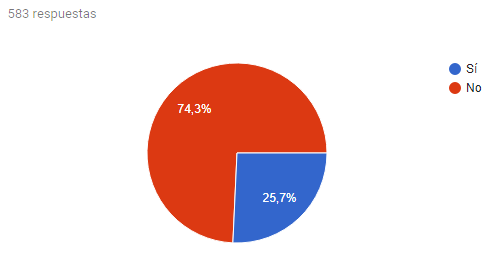 583 respuestas
Sí
No
74,3%
25,7%